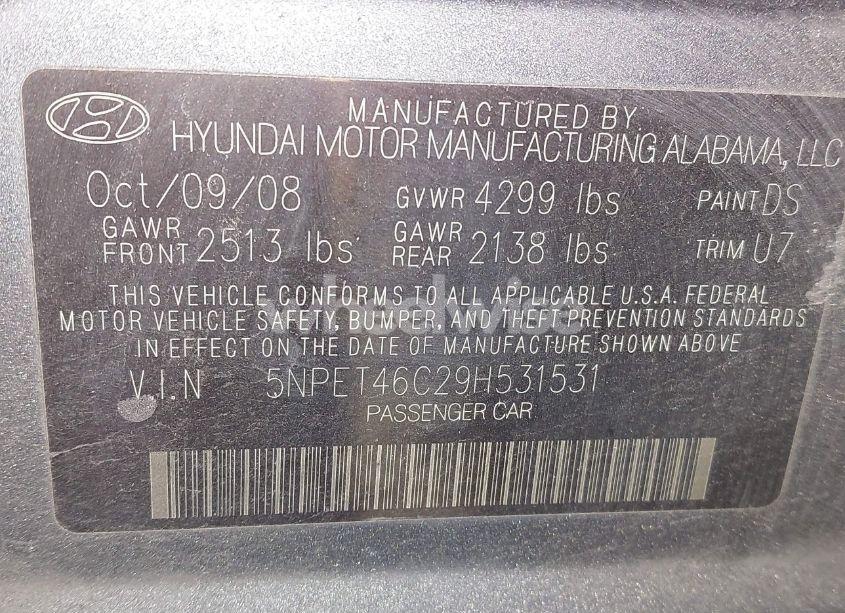 MANUFACTURED BY
HYUNDAI MOTOR MANUFACTURING ALABAMA, LLC
Oct/09/08 GVWR 4299 lbs PAINT DS
GAWR FRONT 2513 lbs GAWR REAR 2138 lbs TRIM U7
THIS VEHICLE CONFORMS TO ALL APPLICABLE U.S.A. FEDERAL
MOTOR VEHICLE SAFETY, BUMPER, AND THEFT PREVENTION STANDARDS
IN EFFECT ON THE DATE OF MANUFACTURE SHOWN ABOVE.
V.I.N 5NPET46C29H531531
PASSENGER CAR